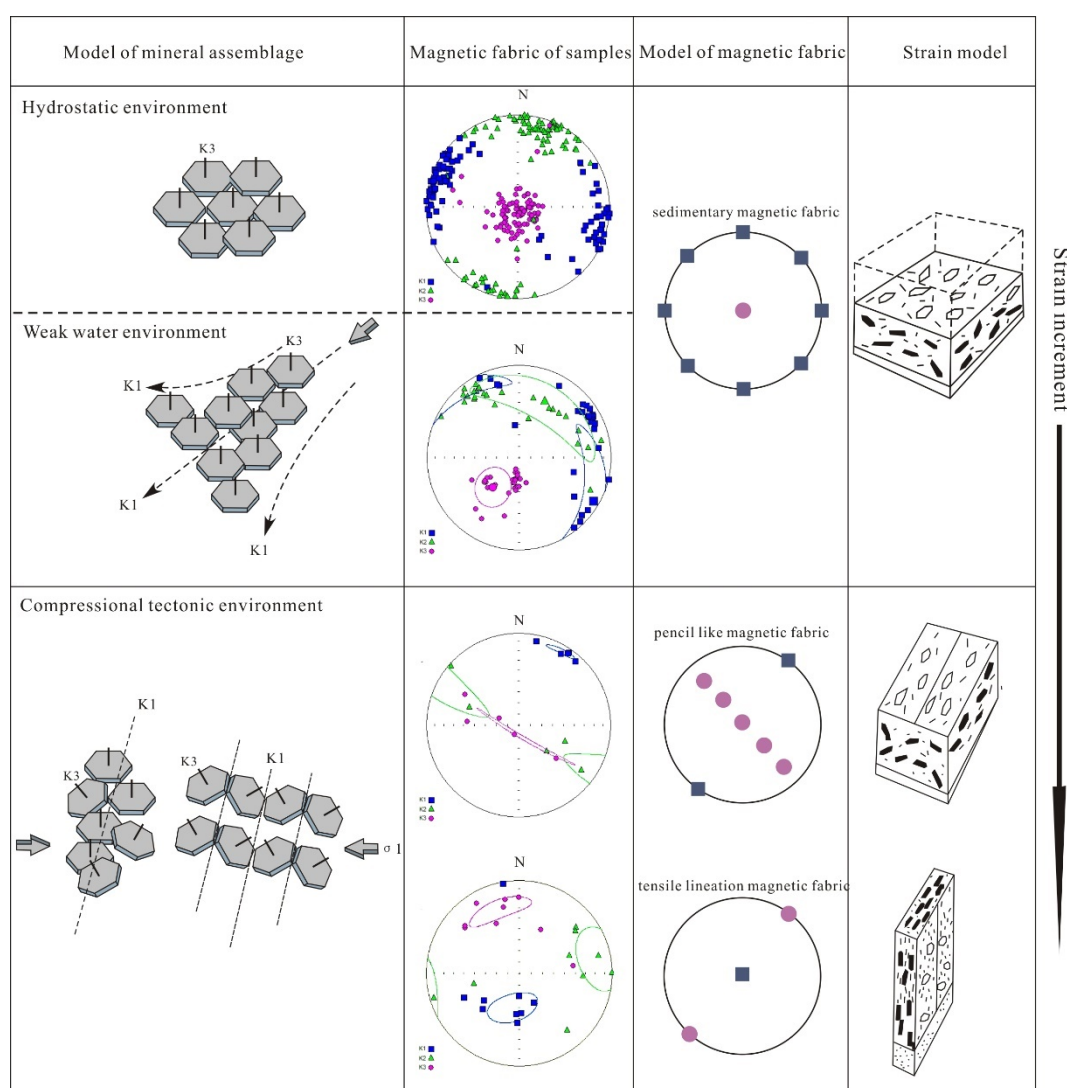 Model of mineral assemblage
Magnetic fabric of samples
Model of magnetic fabric
Strain model
Hydrostatic environment
K3
N
K1
K2
K3
sedimentary magnetic fabric
Strain increment
Weak water environment
K3
K1
K1
K1
N
K1
K2
K3
Compressional tectonic environment
K1
K3
K3
K1
σ1
N
K1
K2
K3
pencil like magnetic fabric
N
K1
K2
K3
tensile lineation magnetic fabric